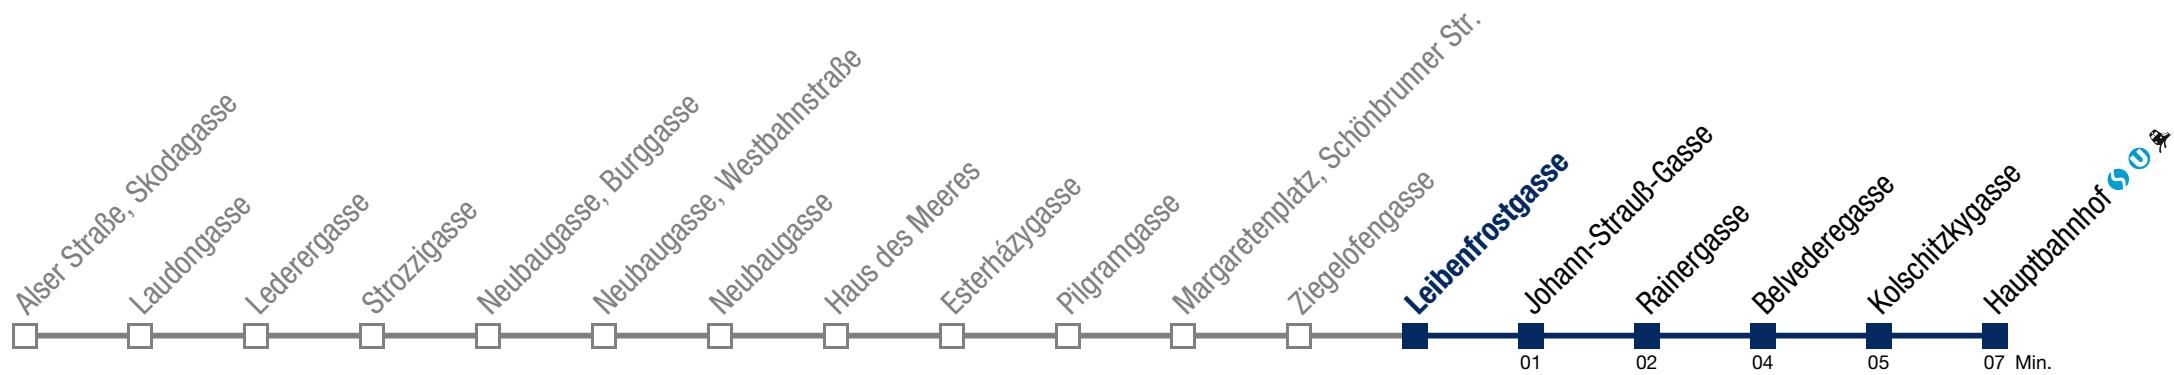 Alser Straße, Skodagasse
Laudongasse
Lederergasse
Strozzigasse
Neubaugasse, Burggasse
Neubaugasse, Westbahnstraße
Neubaugasse
Haus des Meeres
Esterházygasse
Pilgramgasse
Margaretenplatz, Schönbrunner Str.
Ziegelofengasse
Leibenfrostgasse
Johann-Strauß-Gasse
Rainergasse
Belvederegasse
Kolschitzkygasse
Hauptbahnhof S U
01 02 04 05 07 Min.